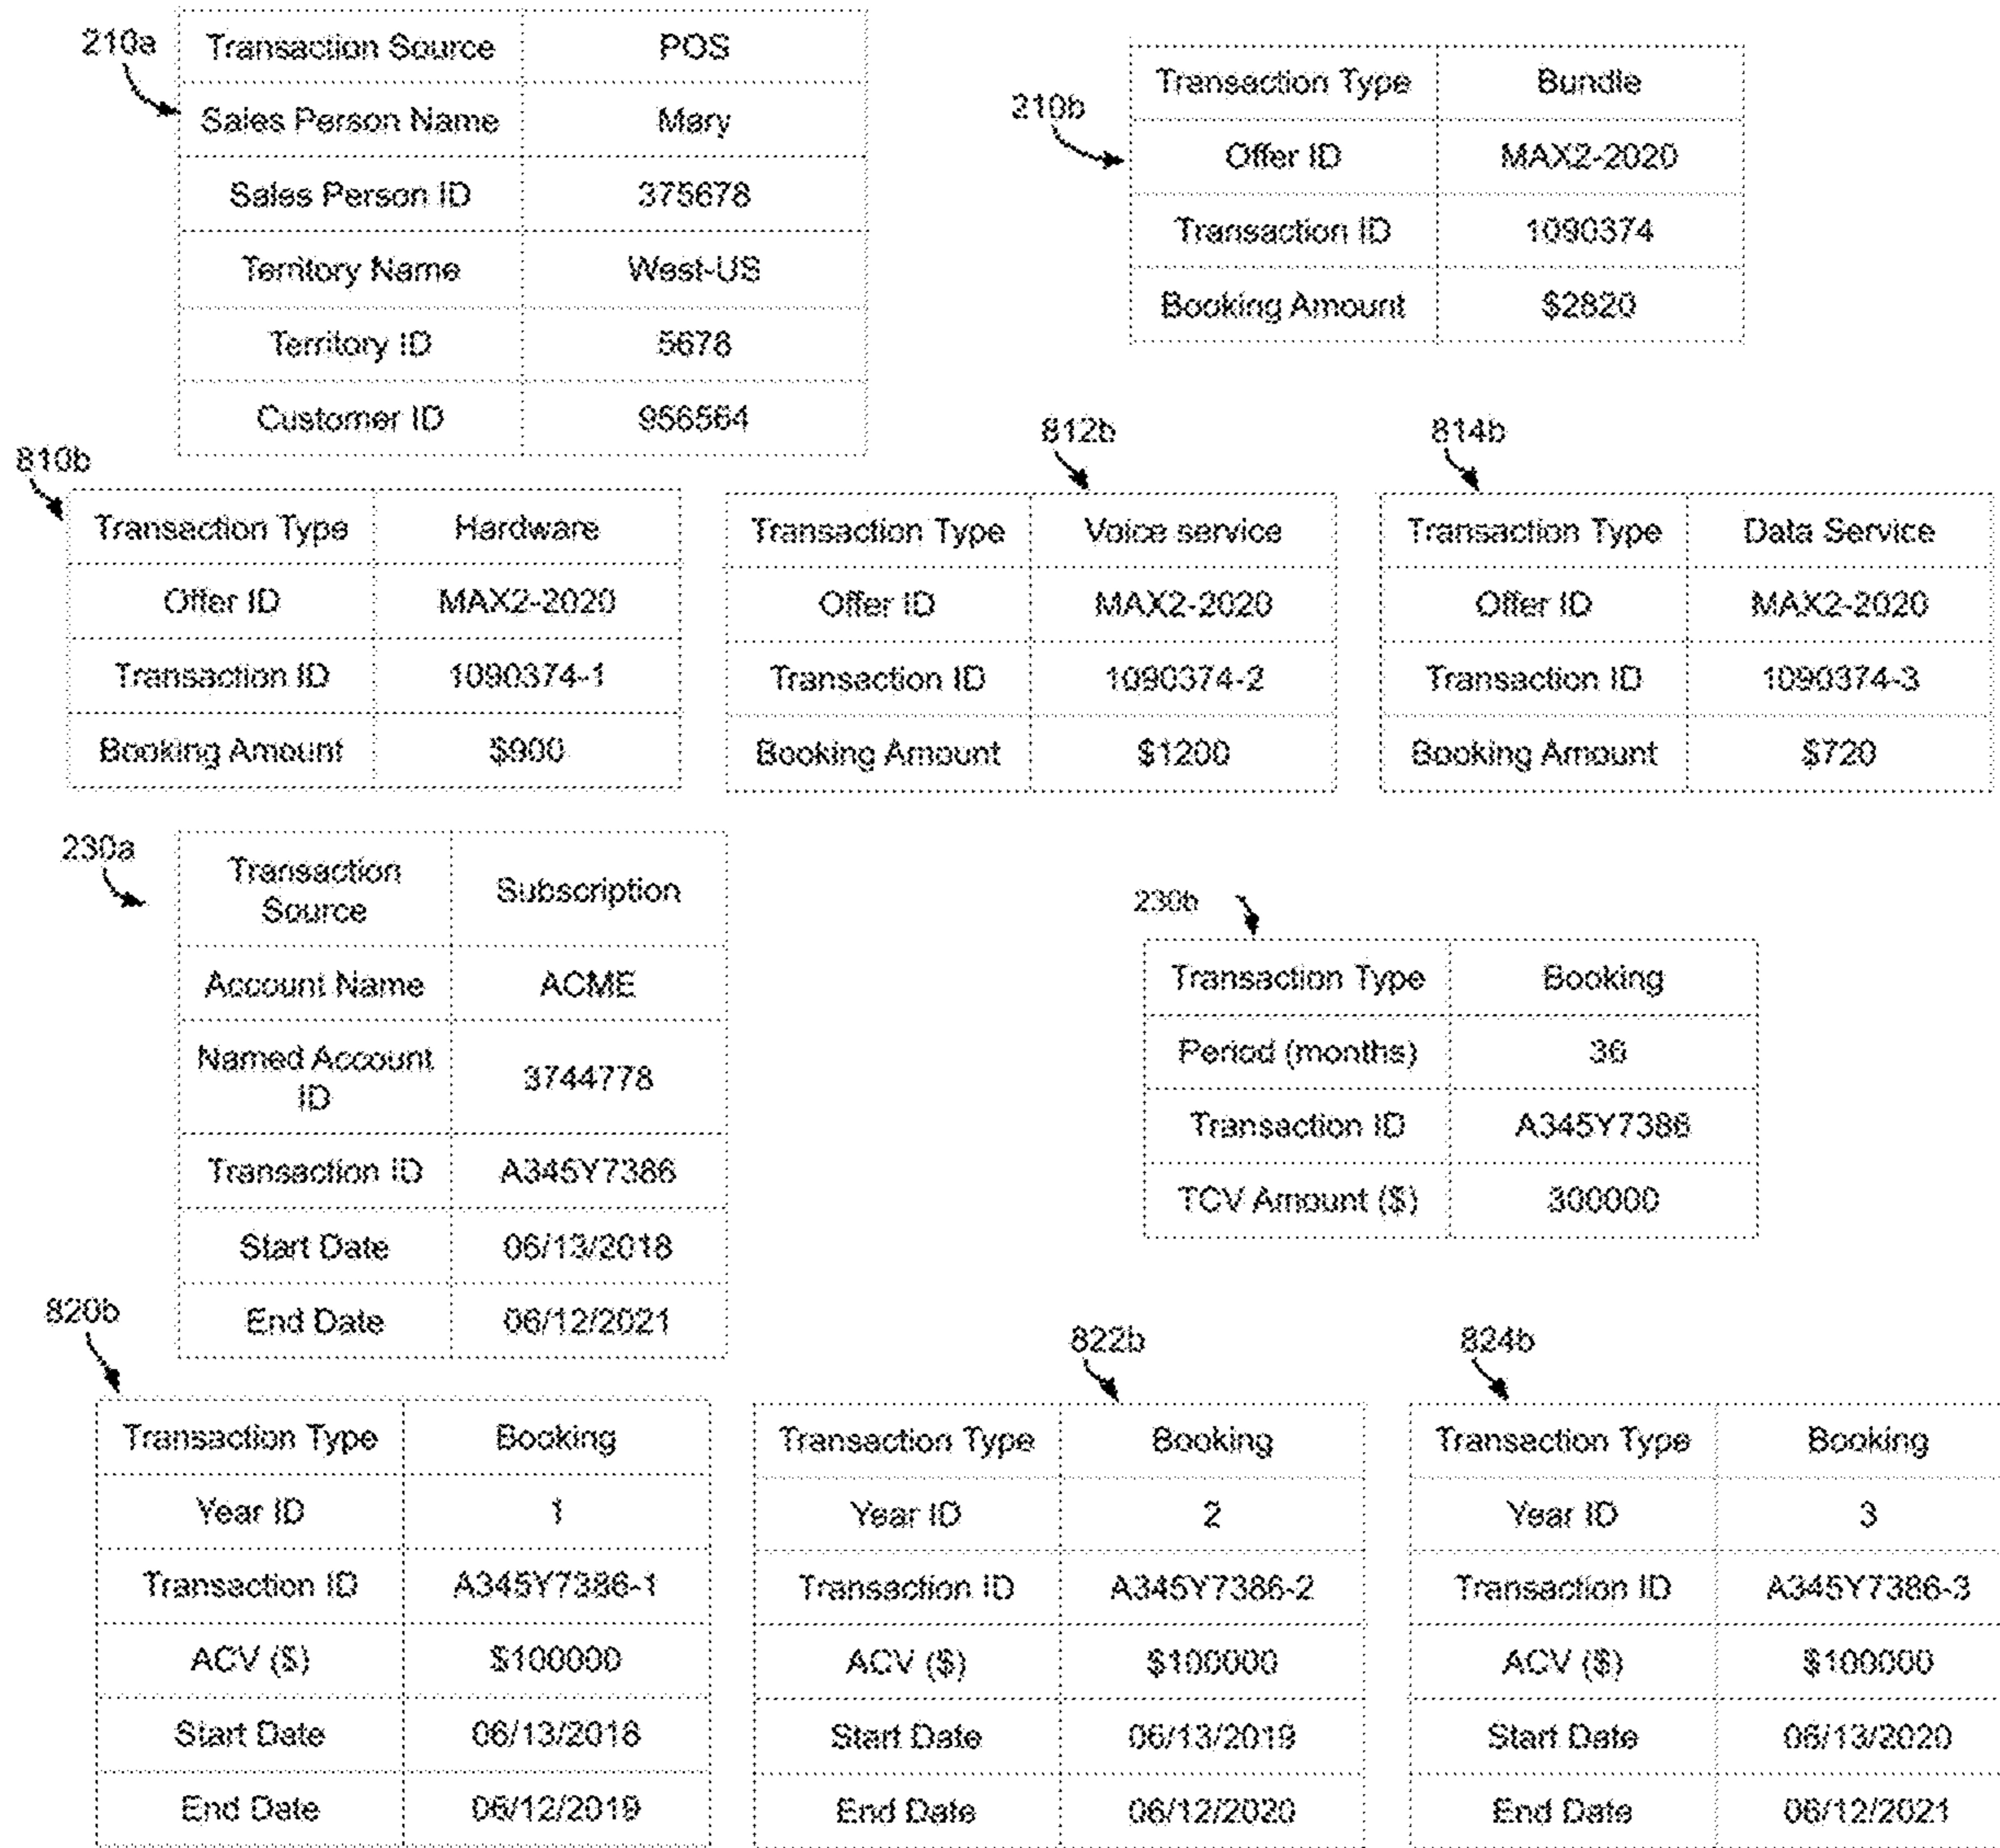 210a
Transaction Source POS
Sales Person Name Mary
Sales Person ID 375678
Territory Name West-US
Territory ID 5678
Customer ID 956564
210b
Transaction Type Bundle
Offer ID MAX2-2020
Transaction ID 1090374
Booking Amount $2820
810b
Transaction Type Hardware
Offer ID MAX2-2020
Transaction ID 1090374-1
Booking Amount $900
812b
Transaction Type Voice service
Offer ID MAX2-2020
Transaction ID 1090374-2
Booking Amount $1200
814b
Transaction Type Data Service
Offer ID MAX2-2020
Transaction ID 1090374-3
Booking Amount $720
230a
Transaction
Source Subscription
Account Name ACME
Named Account
ID 3744778
Transaction ID A345Y7386
Start Date 06/13/2018
End Date 06/12/2021
230b
Transaction Type Booking
Period (months) 36
Transaction ID A345Y7386
TCV Amount ($) 300000
820b
Transaction Type Booking
Year ID 1
Transaction ID A345Y7386-1
ACV ($) $100000
Start Date 06/13/2018
End Date 06/12/2019
822b
Transaction Type Booking
Year ID 2
Transaction ID A345Y7386-2
ACV ($) $100000
Start Date 06/13/2019
End Date 06/12/2020
824b
Transaction Type Booking
Year ID 3
Transaction ID A345Y7386-3
ACV ($) $100000
Start Date 06/13/2020
End Date 06/12/2021